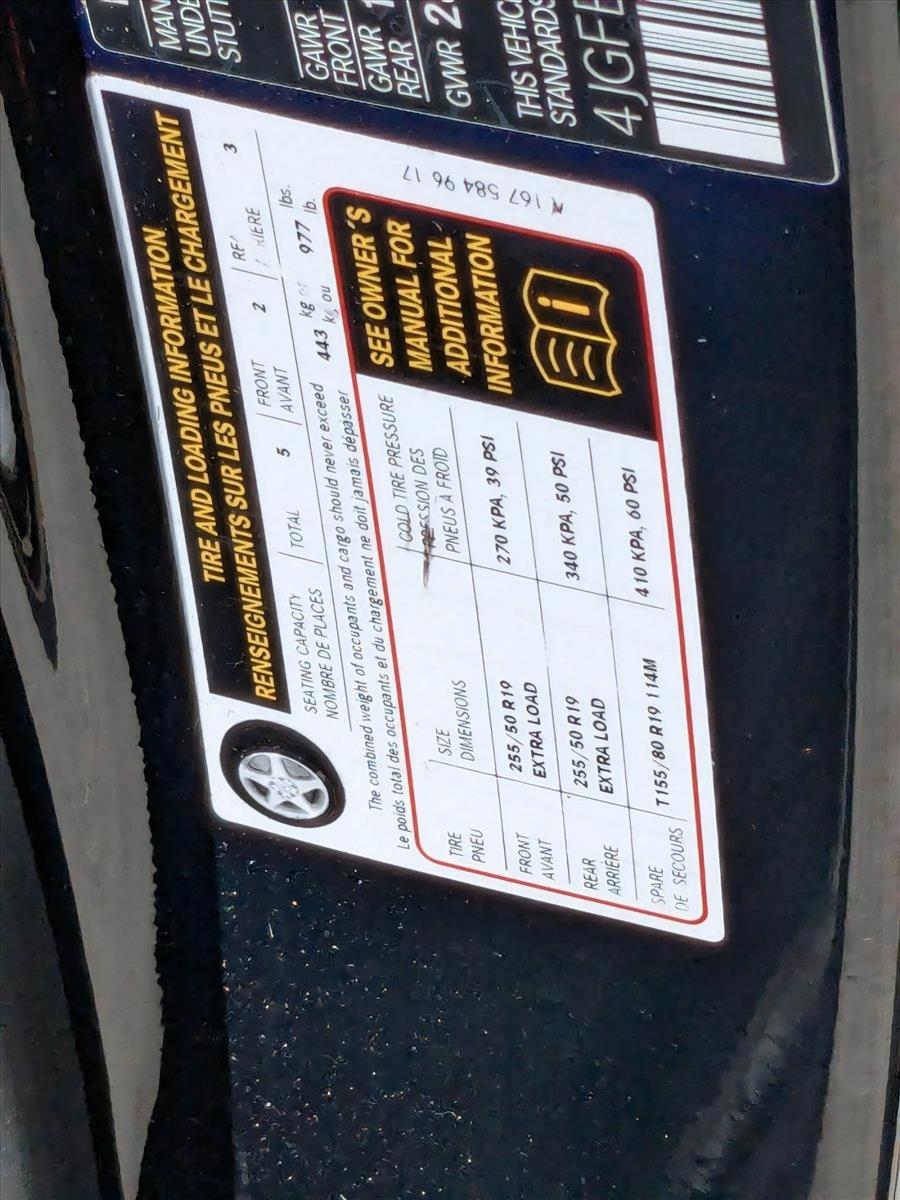 TIRE AND LOADING INFORMATION
RENSEIGNEMENTS SUR LES PNEUS ET LE CHARGEMENT
SEATING CAPACITY
NOMBRE DE PLACES
TOTAL 5
FRONT
AVANT
2
3
The combined weight of occupants and cargo should never exceed 443 kg 977 lbs.
Le poids total des occupants et du chargement ne doit jamais dépasser kg ou lb.
TIRE
PNEU
SIZE
DIMENSIONS
COLD TIRE PRESSURE
DES
PNEUS À FROID
FRONT
AVANT
255/50 R19
EXTRA LOAD
270 KPA, 39 PSI
REAR
ARRIÈRE
255/50 R19
EXTRA LOAD
340 KPA, 50 PSI
SPARE
DE SECOURS
T155/80 R19 114M
410 KPA, 60 PSI
SEE OWNER'S
MANUAL FOR
ADDITIONAL
INFORMATION
i
167 584 96 17
GAWR
FRONT
GAWR
REAR
GVWR
THIS
STANDARDS